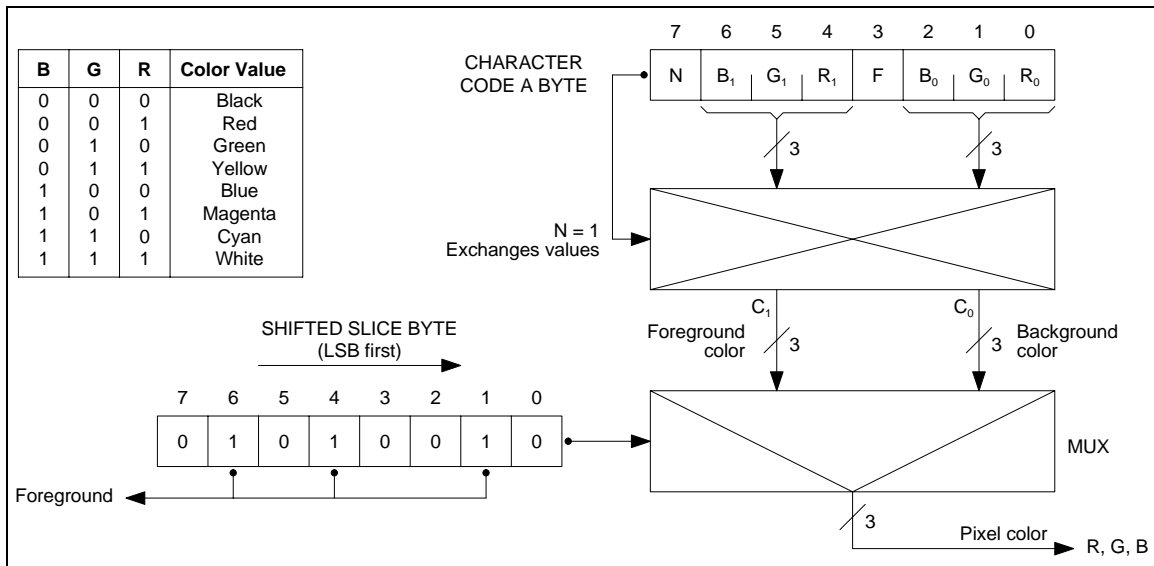 B G R Color Value
0 0 0 Black
0 0 1 Red
0 1 0 Green
0 1 1 Yellow
1 0 0 Blue
1 0 1 Magenta
1 1 0 Cyan
1 1 1 White
CHARACTER
CODE A BYTE
7 6 5 4 3 2 1 0
N B1 G1 R1 F B0 G0 R0
3 3
N = 1
Exchanges values
C1 C0
Foreground
color
3
3
Background
color
SHIFTED SLICE BYTE
(LSB first)
7 6 5 4 3 2 1 0
0 1 0 1 0 0 1 0
Foreground
MUX
3
Pixel color
R, G, B